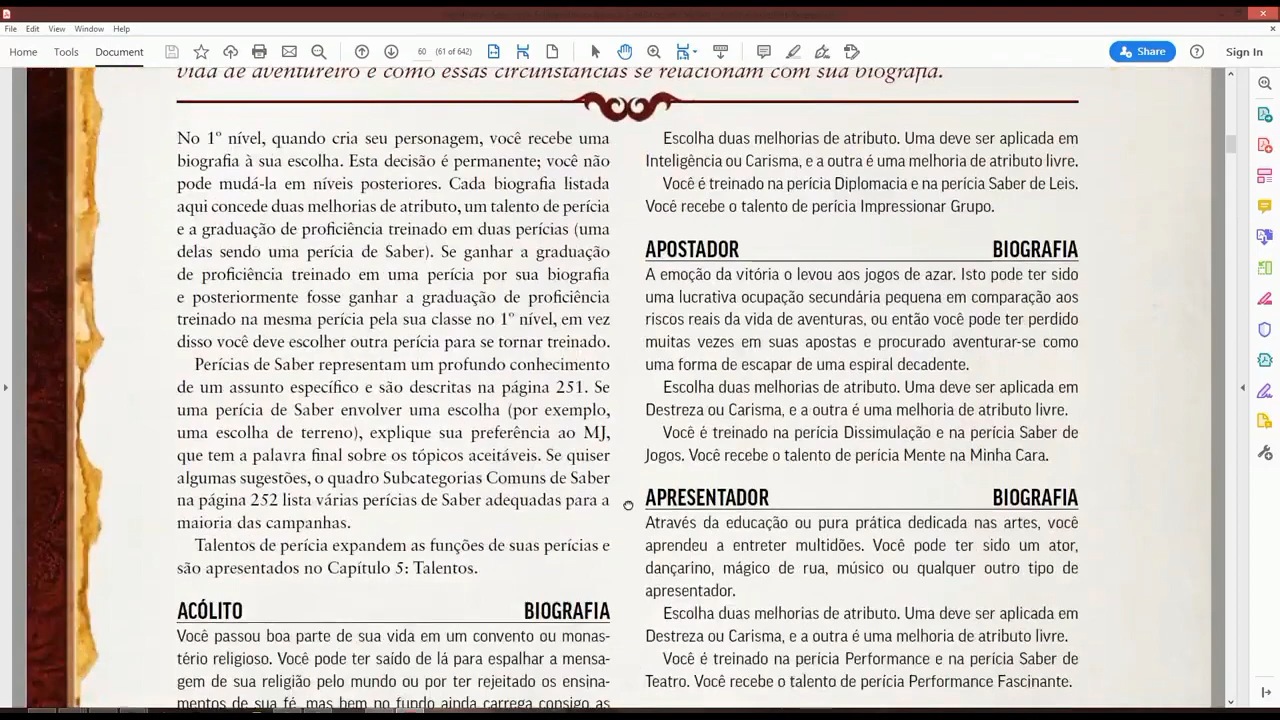 File Edit View Window Help
Home Tools Document 60 (61 of 642) Share Sign In
vida de aventureiro e como essas circunstâncias se relacionam com sua biografia.
No 1º nível, quando cria seu personagem, você recebe uma
biografia à sua escolha. Esta decisão é permanente; você não
pode mudá-la em níveis posteriores. Cada biografia listada
aqui concede duas melhorias de atributo, um talento de perícia
e a graduação de proficiência treinado em duas perícias (uma
delas sendo uma perícia de Saber). Se ganhar a graduação
de proficiência treinado em uma perícia por sua biografia
e posteriormente fosse ganhar a graduação de proficiência
treinado na mesma perícia pela sua classe no 1º nível, em vez
disso você deve escolher outra perícia para se tornar treinado.
Perícias de Saber representam um profundo conhecimento
de um assunto específico e são descritas na página 251. Se
uma perícia de Saber envolver uma escolha (por exemplo,
uma escolha de terreno), explique sua preferência ao MJ,
que tem a palavra final sobre os tópicos aceitáveis. Se quiser
algumas sugestões, o quadro Subcategorias Comuns de Saber
na página 252 lista várias perícias de Saber adequadas para a
maioria das campanhas.
Talentos de perícia expandem as funções de suas perícias e
são apresentados no Capítulo 5: Talentos.
ACÓLITO BIOGRAFIA
Você passou boa parte de sua vida em um convento ou monas-
tério religioso. Você pode ter saído de lá para espalhar a mensa-
gem de sua religião pelo mundo ou por ter rejeitado os ensina-
mentos de sua fé, mas bem no fundo ainda carrega consigo as
Escolha duas melhorias de atributo. Uma deve ser aplicada em
Inteligência ou Carisma, e a outra é uma melhoria de atributo livre.
Você é treinado na perícia Diplomacia e na perícia Saber de Leis.
Você recebe o talento de perícia Impressionar Grupo.
APOSTADOR BIOGRAFIA
A emoção da vitória o levou aos jogos de azar. Isto pode ter sido
uma lucrativa ocupação secundária pequena em comparação aos
riscos reais da vida de aventuras, ou então você pode ter perdido
muitas vezes em suas apostas e procurado aventurar-se como
uma forma de escapar de uma espiral decadente.
Escolha duas melhorias de atributo. Uma deve ser aplicada em
Destreza ou Carisma, e a outra é uma melhoria de atributo livre.
Você é treinado na perícia Dissimulação e na perícia Saber de
Jogos. Você recebe o talento de perícia Mente na Minha Cara.
APRESENTADOR BIOGRAFIA
Através da educação ou pura prática dedicada nas artes, você
aprendeu a entreter multidões. Você pode ter sido um ator,
dançarino, mágico de rua, músico ou qualquer outro tipo de
apresentador.
Escolha duas melhorias de atributo. Uma deve ser aplicada em
Destreza ou Carisma, e a outra é uma melhoria de atributo livre.
Você é treinado na perícia Performance e na perícia Saber de
Teatro. Você recebe o talento de perícia Performance Fascinante.